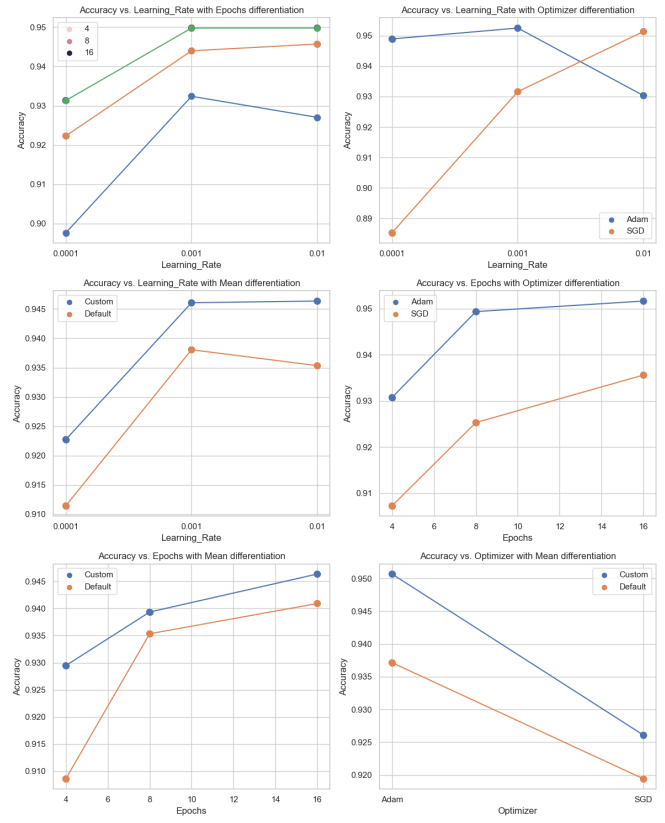 Accuracy vs. Learning_Rate with Epochs differentiation
0.95
0.94
0.93
0.92
0.91
0.90
Accuracy
4
8
16
0.0001
0.001
0.01
Learning_Rate
Accuracy vs. Learning_Rate with Optimizer differentiation
0.95
0.94
0.93
0.92
0.91
0.90
0.89
Accuracy
Adam
SGD
0.0001
0.001
0.01
Learning_Rate
Accuracy vs. Learning_Rate with Mean differentiation
0.945
0.940
0.935
0.930
0.925
0.920
0.915
0.910
Accuracy
Custom
Default
0.0001
0.001
0.01
Learning_Rate
Accuracy vs. Epochs with Optimizer differentiation
0.95
0.94
0.93
0.92
0.91
Accuracy
Adam
SGD
4
6
8
10
12
14
16
Epochs
Accuracy vs. Epochs with Mean differentiation
0.945
0.940
0.935
0.930
0.925
0.920
0.915
0.910
Accuracy
Custom
Default
4
6
8
10
12
14
16
Epochs
Accuracy vs. Optimizer with Mean differentiation
0.950
0.945
0.940
0.935
0.930
0.925
0.920
Accuracy
Custom
Default
Adam
SGD
Optimizer